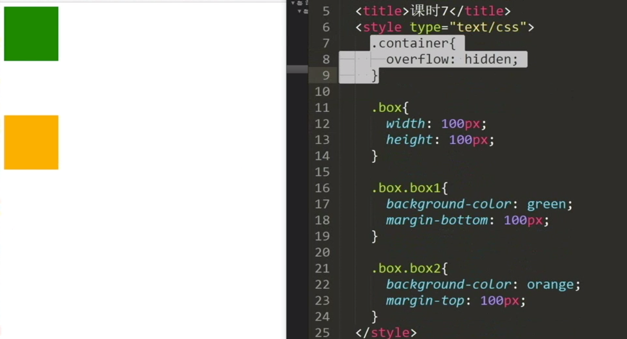 5 <title>课时7</title>
6 <style type="text/css">
7 .container{
8 overflow: hidden;
9 }
10
11 .box{
12 width: 100px;
13 height: 100px;
14 }
15
16 .box.box1{
17 background-color: green;
18 margin-bottom: 100px;
19 }
20
21 .box.box2{
22 background-color: orange;
23 margin-top: 100px;
24 }
25 </style>